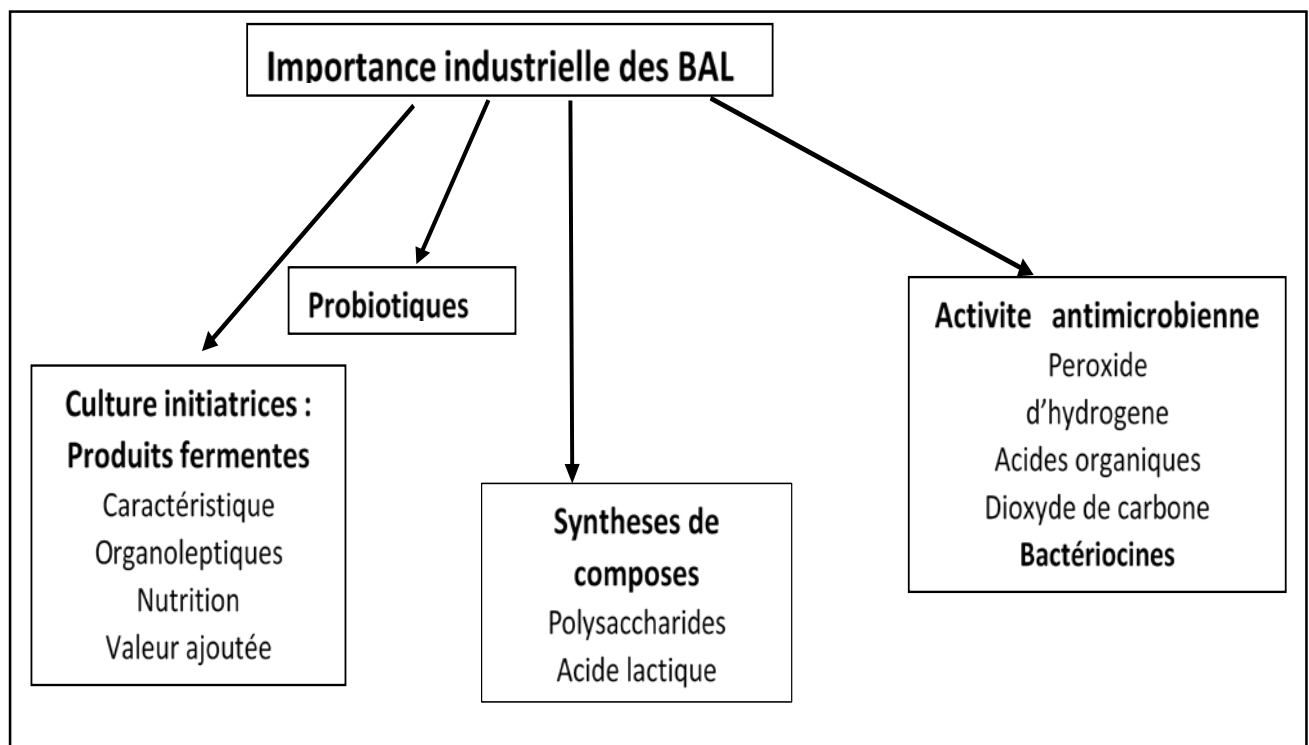 Importance industrielle des BAL
Probiotiques
Culture initiatrices :
Produits fermentes
Caractéristique
Organoleptiques
Nutrition
Valeur ajoutée
Syntheses de
composes
Polysaccharides
Acide lactique
Activite antimicrobienne
Peroxide
d’hydrogene
Acides organiques
Dioxyde de carbone
Bactériocines